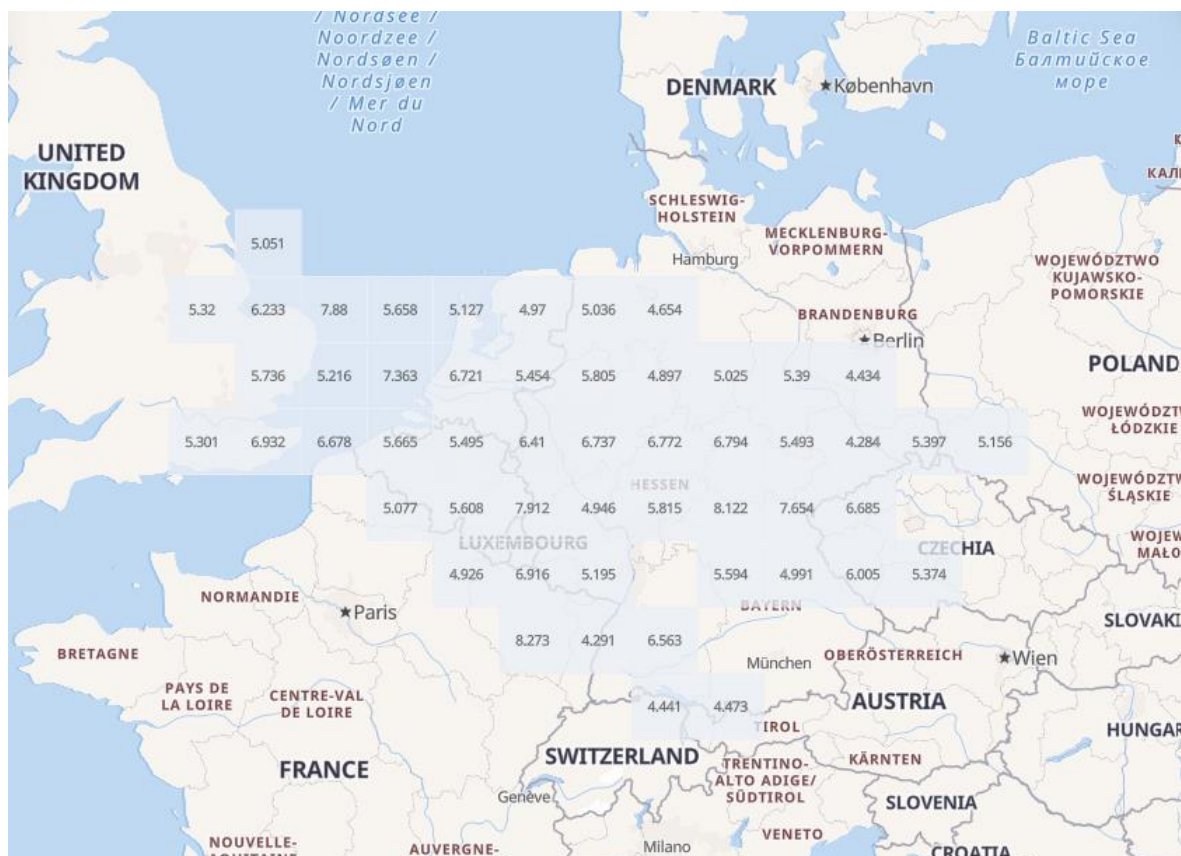 / Nordsee /
Noordzee /
Nordsøen /
Nordsjøen
/ Mer du
Nord
Baltic Sea
Балтийское
море
DENMARK
København
UNITED
KINGDOM
SCHLESWIG-
HOLSTEIN
MECKLENBURG-
VORPOMMERN
Hamburg
WOJEWÓDZTWO
KUJAWSKO-
POMORSKIE
5.051
5.32 6.233 7.88 5.658 5.127 4.97 5.036 4.654
BRANDENBURG
Berlin
POLAND
5.736 5.216 7.363 6.721 5.454 5.805 4.897 5.025 5.39 4.434
ŁÓDZKIE
5.301 6.932 6.678 5.665 5.495 6.41 6.737 6.772 6.794 5.493 4.284 5.397 5.156
HESSEN
ŚLĄSKIE
5.077 5.608 7.912 4.946 5.815 8.122 7.654 6.685
LUXEMBOURG
CZECHIA
4.926 6.916 5.195 5.594 4.991 6.005 5.374
NORMANDIE
Paris
BAYERN
8.273 4.291 6.563
BRETAGNE
München
OBERÖSTERREICH
Wien
PAYS DE
LA LOIRE
CENTRE-VAL
DE LOIRE
4.441 4.473
AUSTRIA
TIROL
SWITZERLAND
FRANCE
KÄRNTEN
TRENTINO-
ALTO ADIGE/
SÜDTIROL
Genève
SLOVENIA
VENETO
Milano
NOUVELLE-
AUVERGNE-
CROATIA